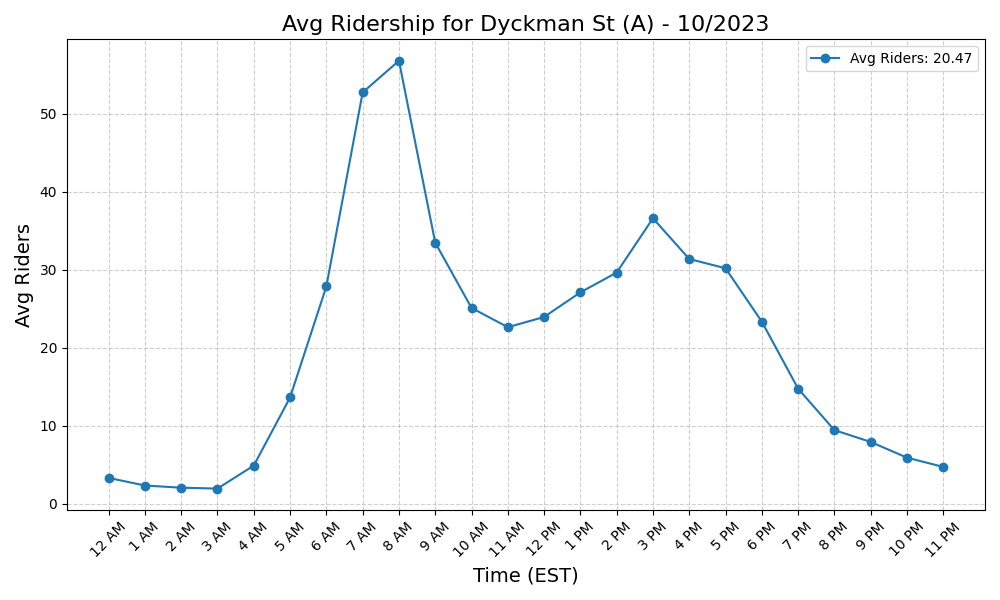 Avg Ridership for Dyckman St (A) - 10/2023
Avg Riders: 20.47
Avg Riders
50
40
30
20
10
0
12 AM
1 AM
2 AM
3 AM
4 AM
5 AM
6 AM
7 AM
8 AM
9 AM
10 AM
11 AM
12 PM
1 PM
2 PM
3 PM
4 PM
5 PM
6 PM
7 PM
8 PM
9 PM
10 PM
11 PM
Time (EST)